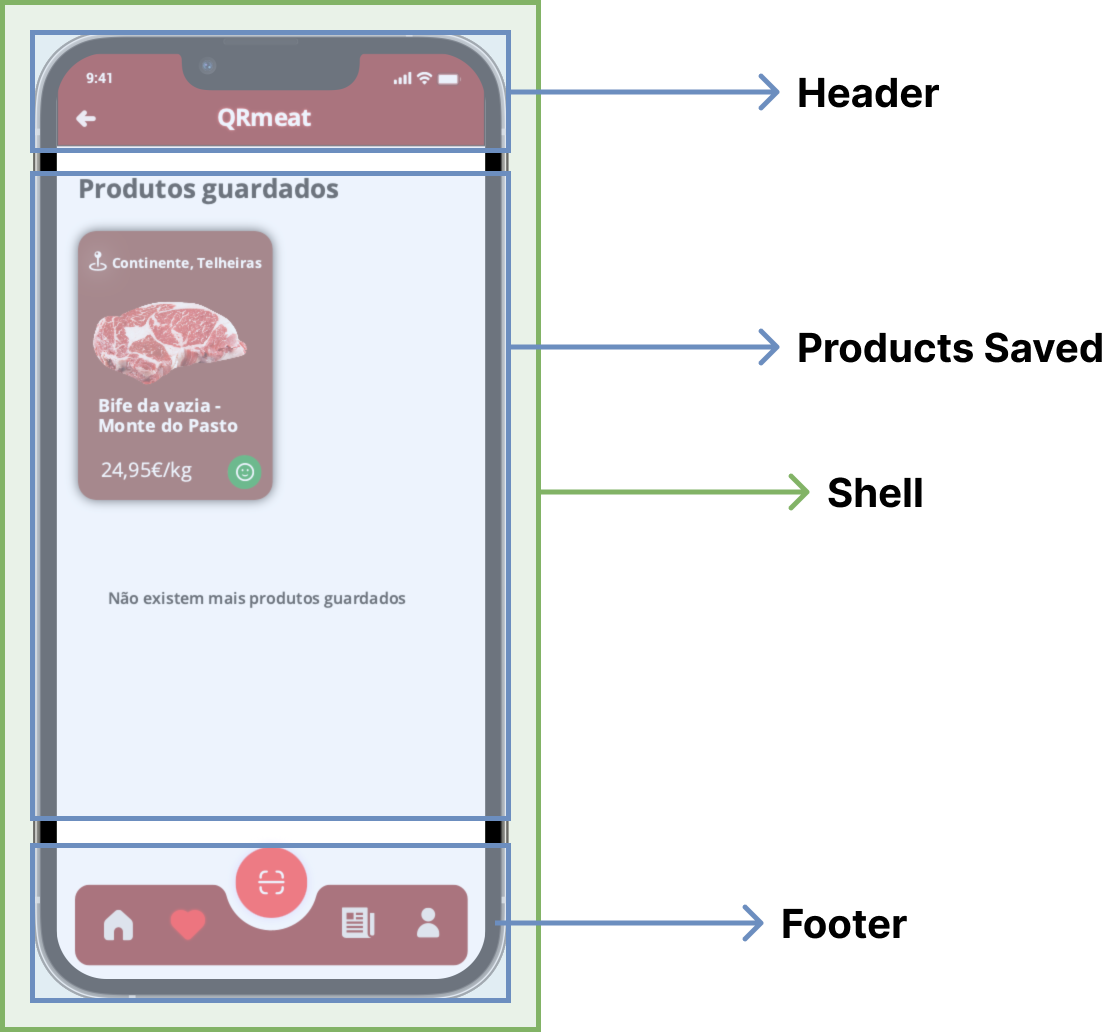 9:41
QRmeat
Header
Produtos guardados
Continente, Telheiras
Bife da vazia -
Monte do Pasto
24,95€/kg
Products Saved
Shell
Não existem mais produtos guardados
Footer